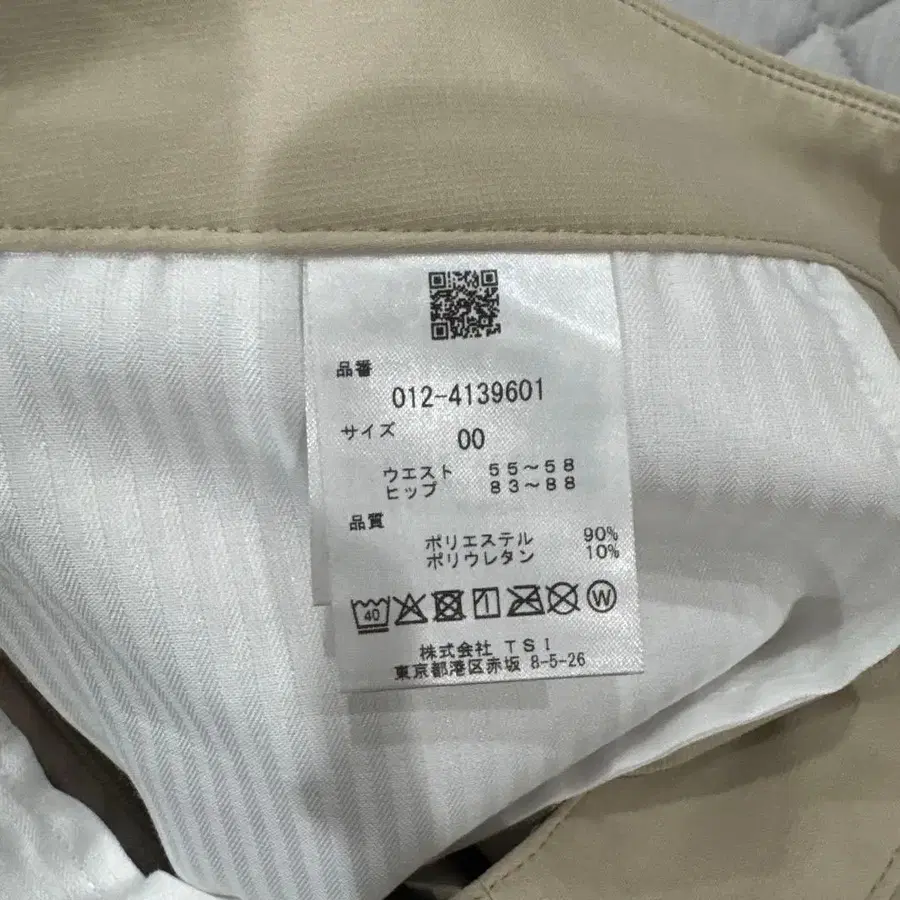 品番
012-4139601
サイズ
00
ウエスト 55~58
ヒップ 83~88
品質
ポリエステル 90%
ポリウレタン 10%
40 W
株式会社 TSI
東京都港区赤坂 8-5-26